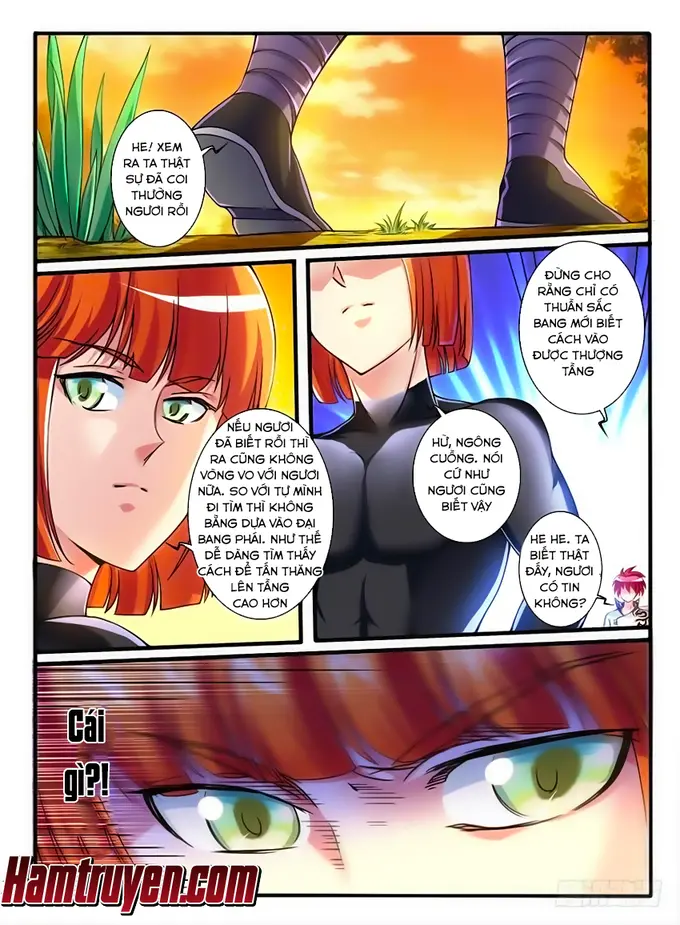 HE! XEM
RA TA THẬT
SỰ ĐÃ COI
THƯỜNG
NGƯƠI RỒI
ĐỪNG CHO
RẰNG CHỈ CÓ
THUẦN SẮC
BANG MỚI BIẾT
CÁCH VÀO
ĐƯỢC THƯỢNG
TẦNG
NẾU NGƯƠI
ĐÃ BIẾT RỒI THÌ
RA CŨNG KHÔNG
VÒNG VO VỚI NGƯƠI
NỮA. SO VỚI TỰ MÌNH
ĐI TÌM THÌ KHÔNG
BẰNG DỰA VÀO ĐẠI
BANG PHÁI. NHƯ THẾ
DỄ DÀNG TÌM THẤY
CÁCH ĐỂ TẤN THĂNG
LÊN TẦNG
CAO HƠN
HỪ, NGÔNG
CUỒNG. NÓI
CỨ NHƯ
NGƯƠI CŨNG
BIẾT VẬY
HE HE. TA
BIẾT THẬT
ĐẤY, NGƯƠI
CÓ TIN
KHÔNG?
Cái
gì?!
Hamtruyen.com